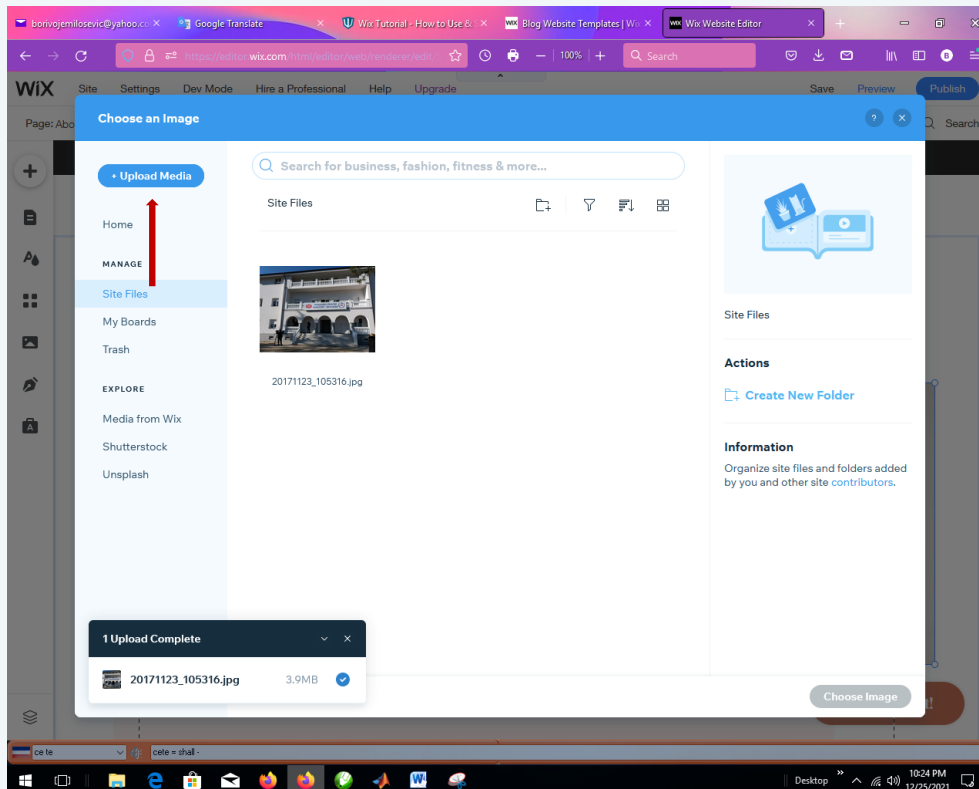 borivojemilosevic@yahoo.co
Google Translate
Wix Tutorial - How to Use &
Blog Website Templates | Wix
Wix Website Editor
https://editor.wix.com/html/editor/web/renderer/edit
100%
Search
WiX
Site
Settings
Dev Mode
Hire a Professional
Help
Upgrade
Save
Preview
Publish
Page: Abo
Search
Choose an Image
?
+ Upload Media
Search for business, fashion, fitness & more...
Home
Site Files
MANAGE
Site Files
My Boards
Trash
20171123_105316.jpg
EXPLORE
Media from Wix
Shutterstock
Unsplash
Site Files
Actions
Create New Folder
Information
Organize site files and folders added
by you and other site contributors.
1 Upload Complete
20171123_105316.jpg
3.9MB
Choose Image
ce te
cete = shall -
Desktop
10:24 PM
12/25/2021